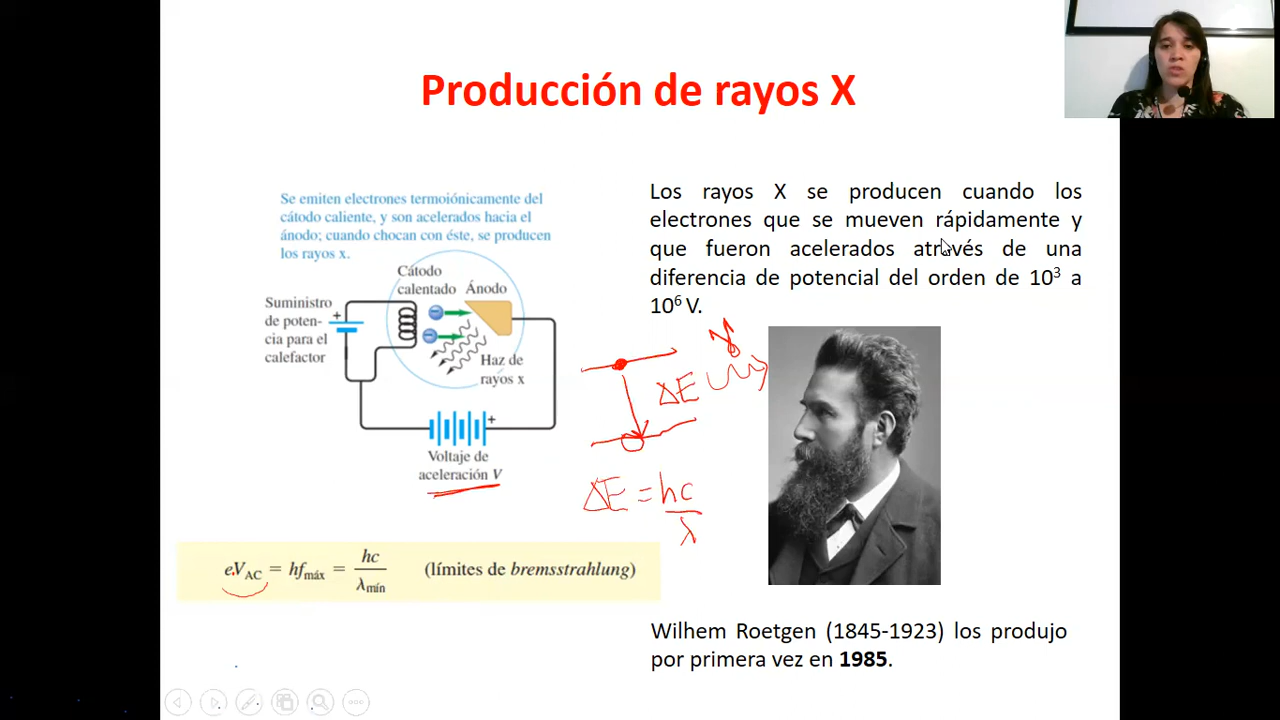 Producción de rayos X
Se emiten electrones termoiónicamente del
cátodo caliente, y son acelerados hacia el
ánodo; cuando chocan con éste, se producen
los rayos x.
Cátodo
calentado
Ánodo
Suministro
de poten-
cia para el
calefactor
+
Haz de
rayos x
+
Voltaje de
aceleración V
Los rayos X se producen cuando los
electrones que se mueven rápidamente y
que fueron acelerados através de una
diferencia de potencial del orden de 10³ a
10⁶ V.
γ
ΔE
ΔE = hc/λ
eV_AC = hf_máx = hc/λ_mín (límites de bremsstrahlung)
Wilhem Roetgen (1845-1923) los produjo
por primera vez en 1985.